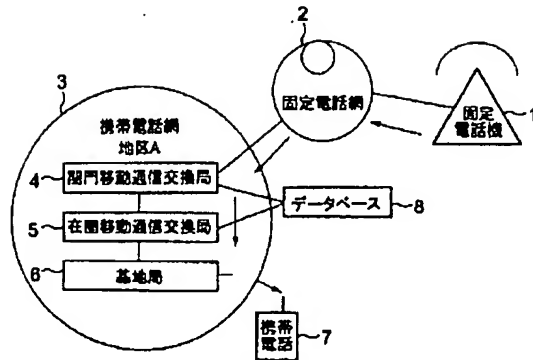 2
3
固定電話網
固定
電話機
1
携帯電話網
地区A
4
関門移動通信交換局
5
在圏移動通信交換局
データベース
8
6
基地局
携帯
電話
7